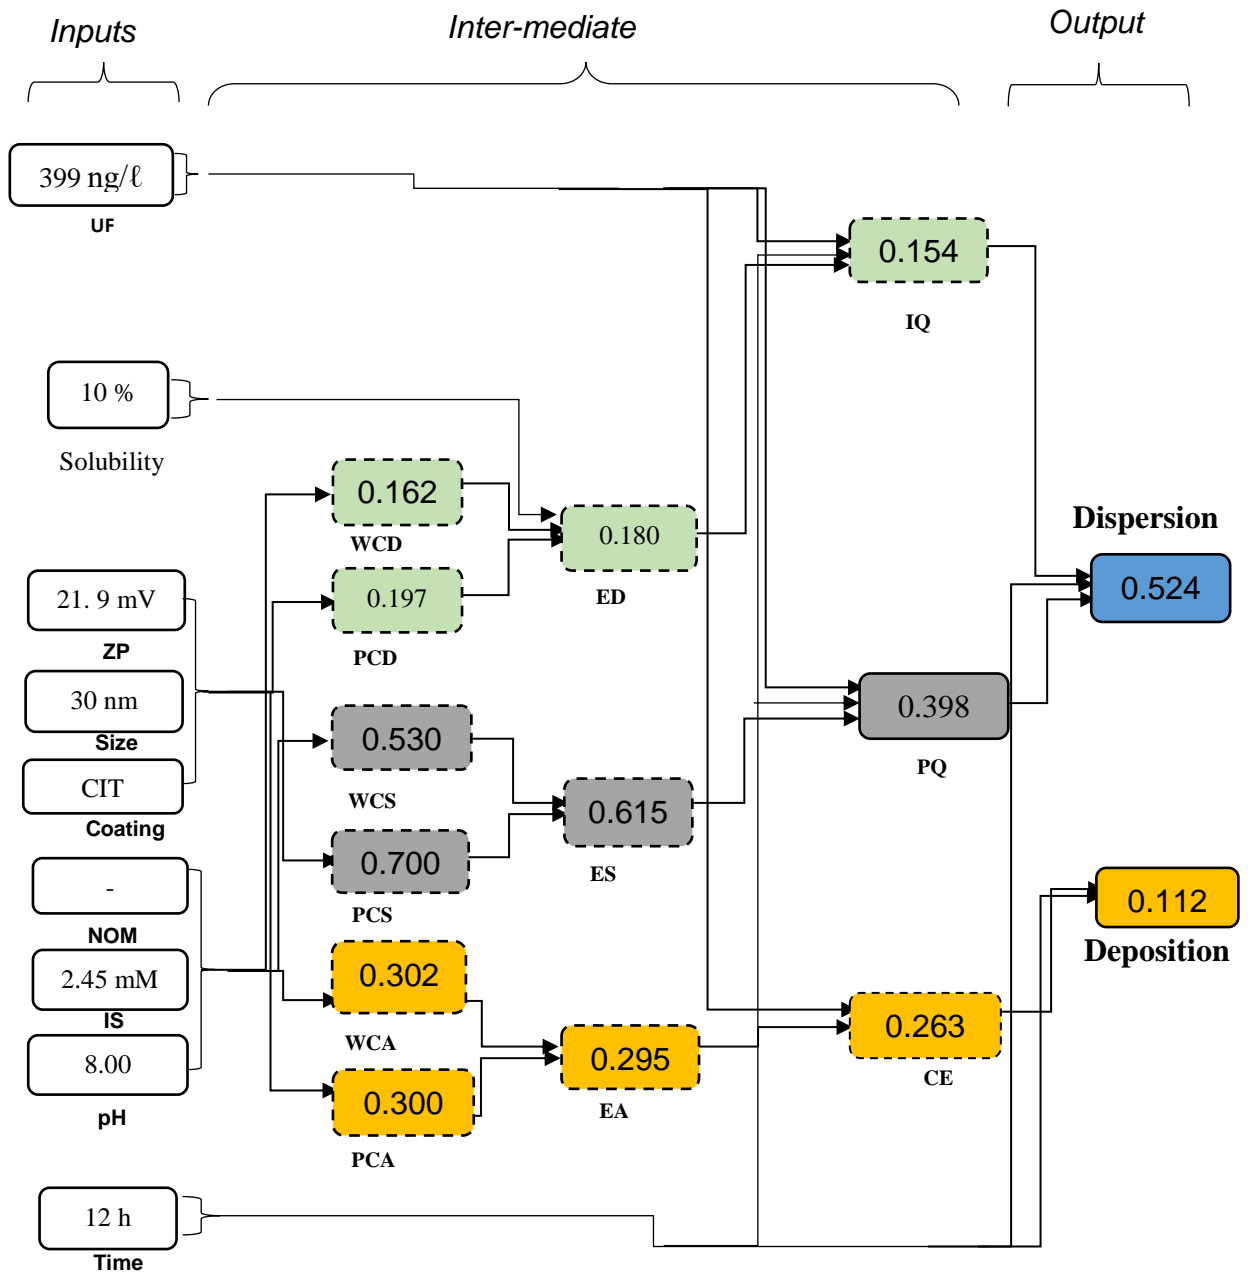 Inputs
Inter-mediate
Output
399 ng/ℓ
UF
0.154
IQ
10 %
Solubility
0.162
WCD
0.180
ED
0.197
PCD
Dispersion
0.524
21. 9 mV
ZP
30 nm
Size
CIT
Coating
0.530
WCS
0.700
PCS
0.615
ES
0.398
PQ
-
NOM
2.45 mM
IS
8.00
pH
0.302
WCA
0.300
PCA
0.295
EA
0.263
CE
0.112
Deposition
12 h
Time